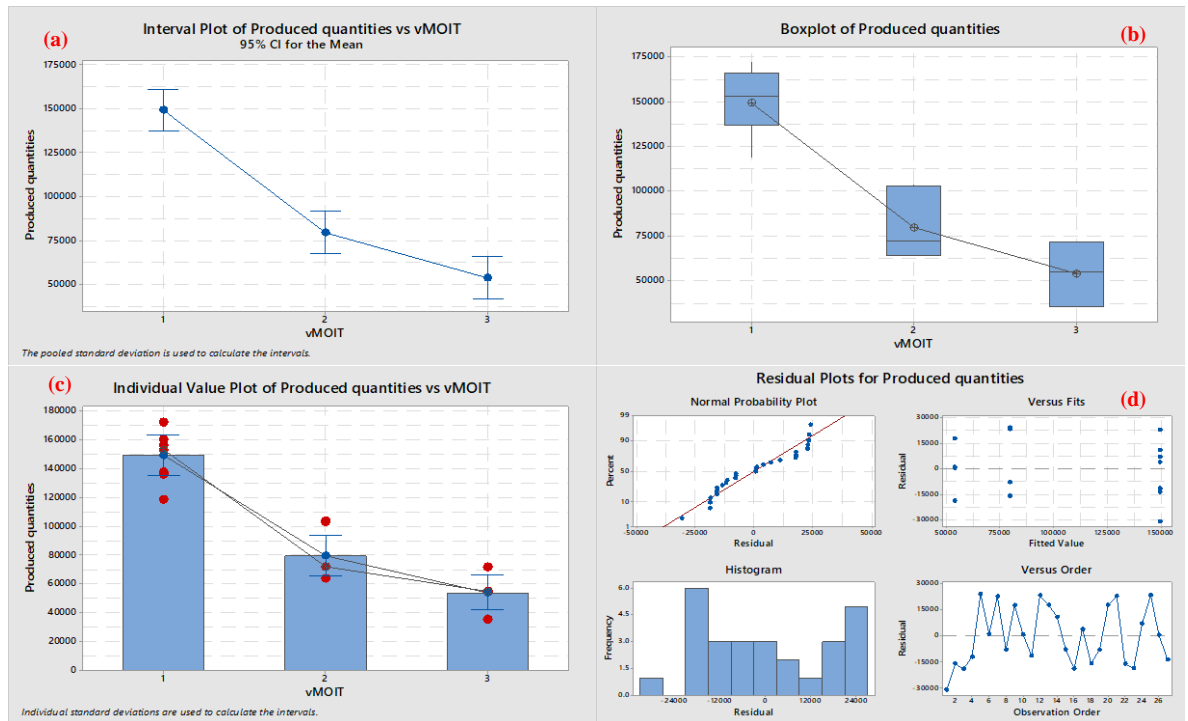 (a)
Interval Plot of Produced quantities vs vMOIT
95% CI for the Mean
Produced quantities
175000
150000
125000
100000
75000
50000
1
2
3
vMOIT
The pooled standard deviation is used to calculate the intervals.
(b)
Boxplot of Produced quantities
Produced quantities
175000
150000
125000
100000
75000
50000
1
2
3
vMOIT
(c)
Individual Value Plot of Produced quantities vs vMOIT
Produced quantities
180000
160000
140000
120000
100000
80000
60000
40000
20000
0
1
2
3
vMOIT
Individual standard deviations are used to calculate the intervals.
Residual Plots for Produced quantities
(d)
Normal Probability Plot
Percent
99
90
50
10
1
-50000 -25000 0 25000 50000
Residual
Versus Fits
Residual
30000
15000
0
-15000
-30000
50000 75000 100000 125000 150000
Fitted Value
Histogram
Frequency
6.0
4.5
3.0
1.5
0.0
-24000 -12000 0 12000 24000
Residual
Versus Order
Residual
30000
15000
0
-15000
-30000
2 4 6 8 10 12 14 16 18 20 22 24 26
Observation Order